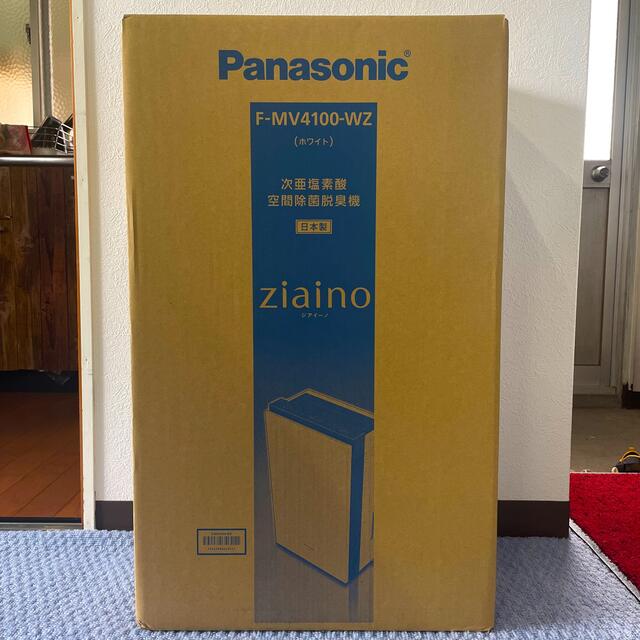 Panasonic®
F-MV4100-WZ
(ホワイト)
次亜塩素酸
空間除菌脱臭機
日本製
ziaino
ジアイーノ